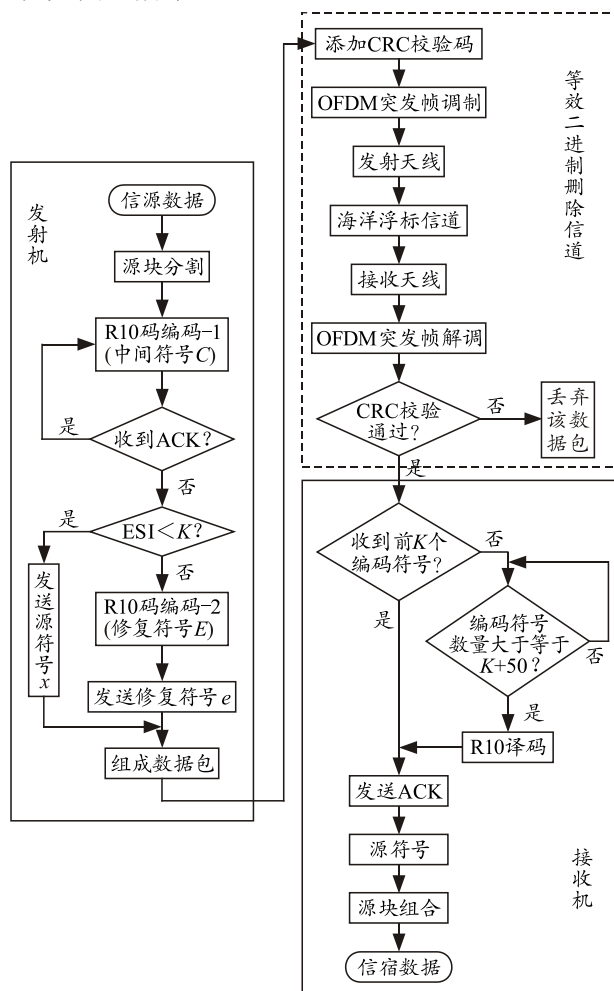 发射机
信源数据
源块分割
R10码编码-1
(中间符号C)
收到ACK?
是
否
ESI＜K?
是
否
发送源符号x
R10码编码-2
(修复符号E)
发送修复符号e
组成数据包
等效二进制删除信道
添加CRC校验码
OFDM突发帧调制
发射天线
海洋浮标信道
接收天线
OFDM突发帧解调
CRC校验
通过?
否
丢弃
该数
据包
是
接收机
收到前K个
编码符号?
否
是
编码符号
数量大于等于
K+50?
否
是
R10译码
发送ACK
源符号
源块组合
信宿数据